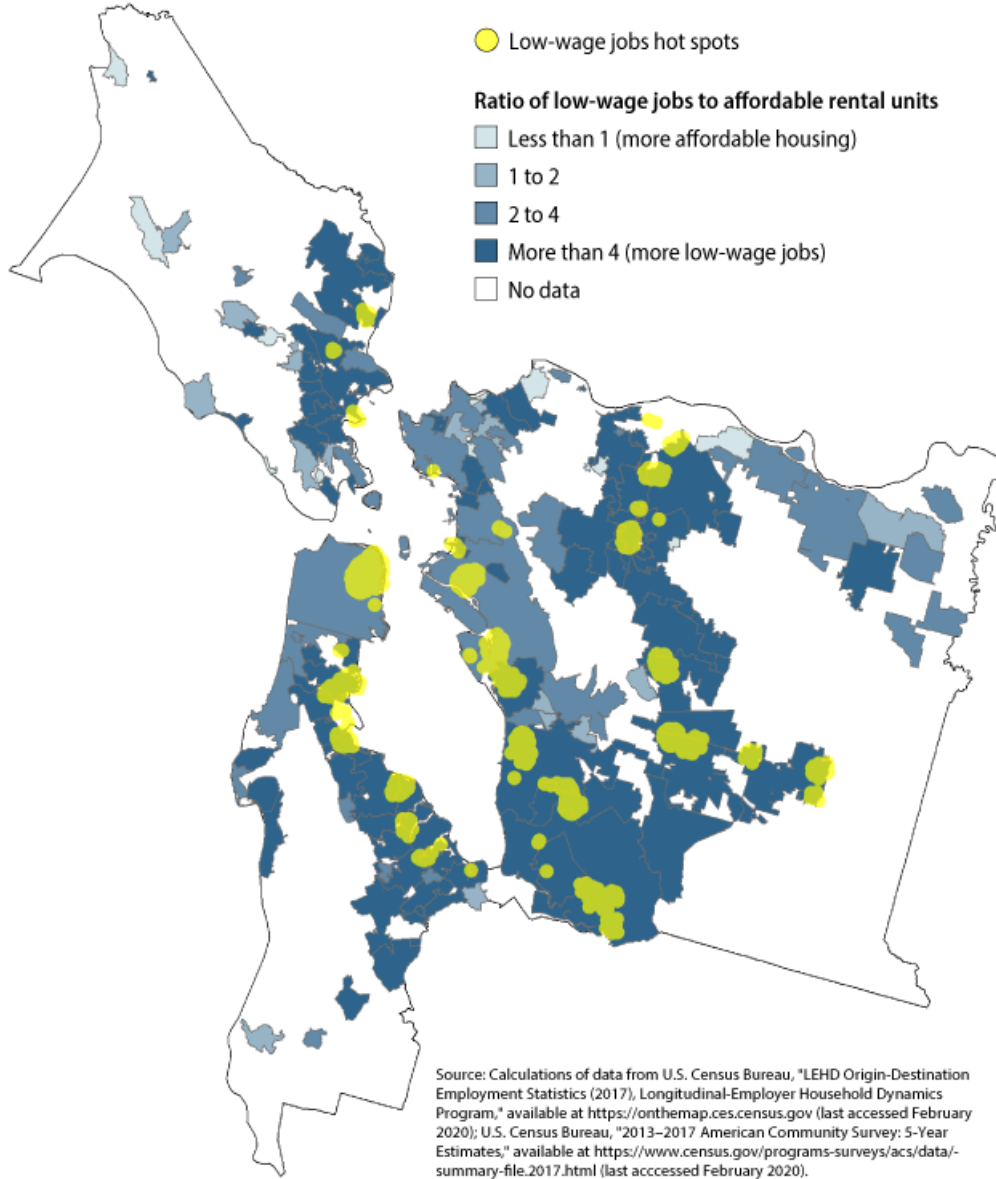 Low-wage jobs hot spots
Ratio of low-wage jobs to affordable rental units
Less than 1 (more affordable housing)
1 to 2
2 to 4
More than 4 (more low-wage jobs)
No data
Source: Calculations of data from U.S. Census Bureau, "LEHD Origin-Destination
Employment Statistics (2017), Longitudinal-Employer Household Dynamics
Program," available at https://onthemap.ces.census.gov (last accessed February
2020); U.S. Census Bureau, "2013–2017 American Community Survey: 5-Year
Estimates," available at https://www.census.gov/programs-surveys/acs/data/-
summary-file.2017.html (last acccessed February 2020).